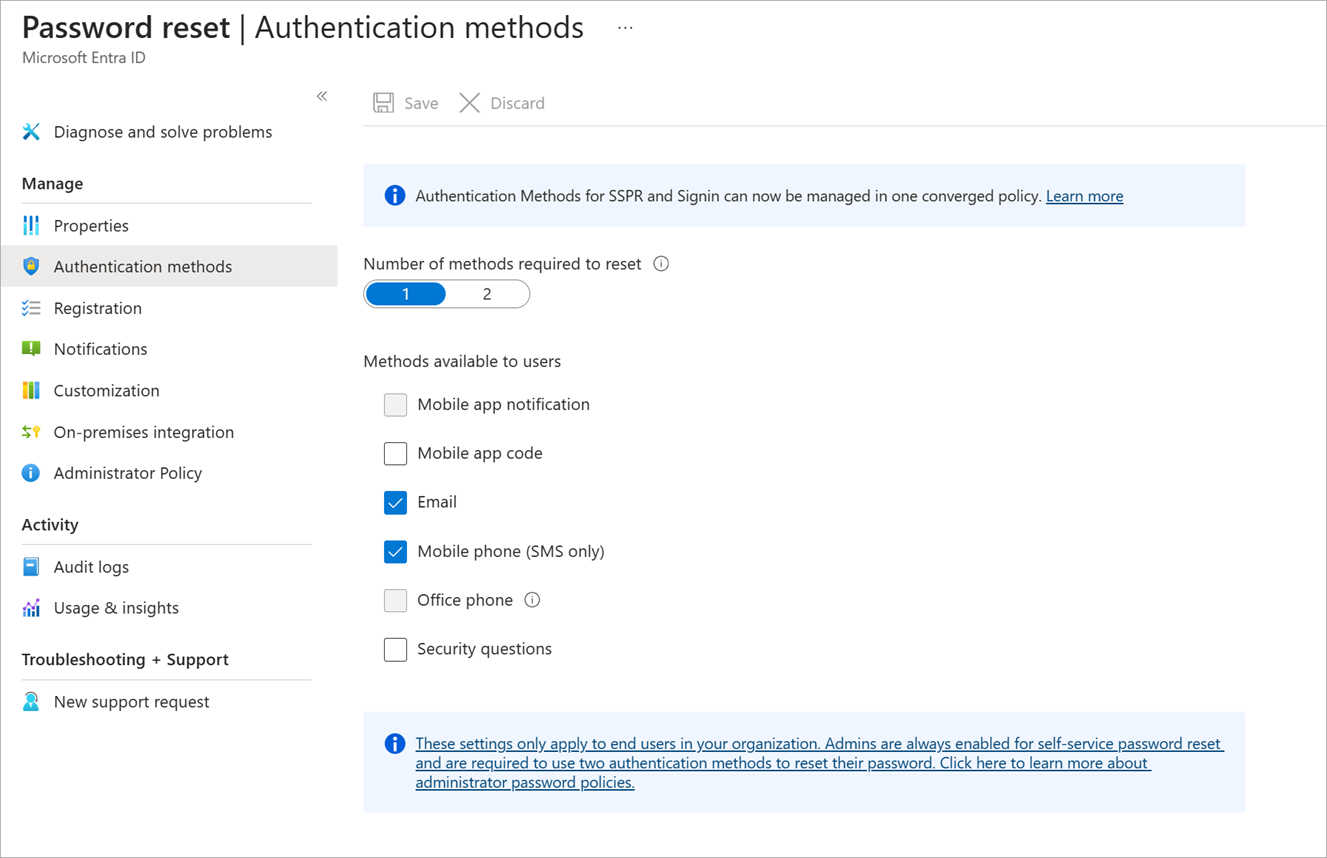 Password reset | Authentication methods ...
Microsoft Entra ID
«
Save Discard
Diagnose and solve problems
Manage
Properties
Authentication methods
Registration
Notifications
Customization
On-premises integration
Administrator Policy
Activity
Audit logs
Usage & insights
Troubleshooting + Support
New support request
Authentication Methods for SSPR and Signin can now be managed in one converged policy. Learn more
Number of methods required to reset
1 2
Methods available to users
Mobile app notification
Mobile app code
Email
Mobile phone (SMS only)
Office phone
Security questions
These settings only apply to end users in your organization. Admins are always enabled for self-service password reset
and are required to use two authentication methods to reset their password. Click here to learn more about
administrator password policies.